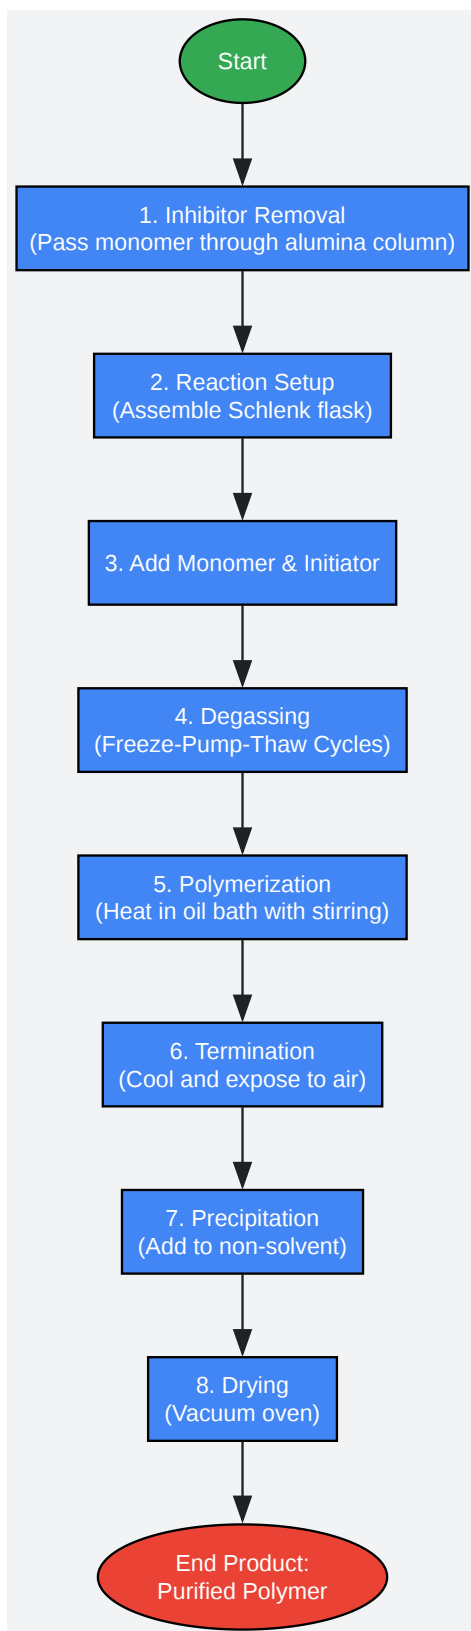 Start
1. Inhibitor Removal
(Pass monomer through alumina column)
2. Reaction Setup
(Assemble Schlenk flask)
3. Add Monomer & Initiator
4. Degassing
(Freeze-Pump-Thaw Cycles)
5. Polymerization
(Heat in oil bath with stirring)
6. Termination
(Cool and expose to air)
7. Precipitation
(Add to non-solvent)
8. Drying
(Vacuum oven)
End Product:
Purified Polymer